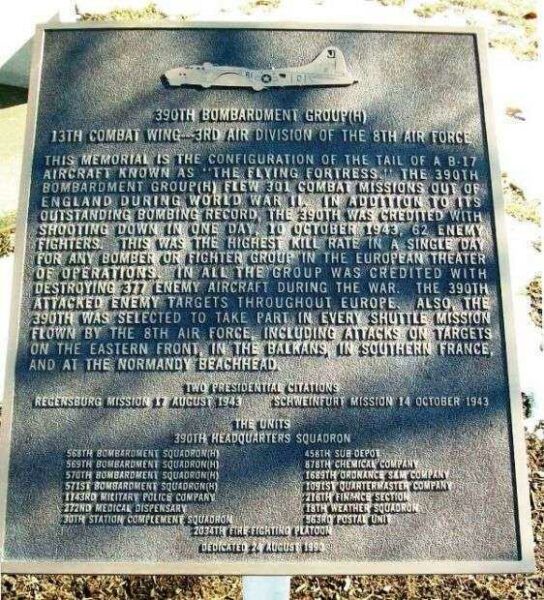 390TH BOMBARDMENT GROUP(H)
13TH COMBAT WING---3RD AIR DIVISION OF THE 8TH AIR FORCE
THIS MEMORIAL IS THE CONFIGURATION OF THE TAIL OF A B-17
AIRCRAFT KNOWN AS "THE FLYING FORTRESS." THE 390TH
BOMBARDMENT GROUP(H) FLEW 301 COMBAT MISSIONS OUT OF
ENGLAND DURING WORLD WAR II. IN ADDITION TO ITS
OUTSTANDING BOMBING RECORD, THE 390TH WAS CREDITED WITH
SHOOTING DOWN IN ONE DAY, 10 OCTOBER 1943, 62 ENEMY
FIGHTERS. THIS WAS THE HIGHEST KILL RATE IN A SINGLE DAY
FOR ANY BOMBER OR FIGHTER GROUP IN THE EUROPEAN THEATER
OF OPERATIONS. IN ALL THE GROUP WAS CREDITED WITH
DESTROYING 377 ENEMY AIRCRAFT DURING THE WAR. THE 390TH
ATTACKED ENEMY TARGETS THROUGHOUT EUROPE. ALSO, THE
390TH WAS SELECTED TO TAKE PART IN EVERY SHUTTLE MISSION
FLOWN BY THE 8TH AIR FORCE, INCLUDING ATTACKS ON TARGETS
ON THE EASTERN FRONT, IN THE BALKANS, IN SOUTHERN FRANCE,
AND AT THE NORMANDY BEACHHEAD.
TWO PRESIDENTIAL CITATIONS
REGENSBURG MISSION 17 AUGUST 1943 SCHWEINFURT MISSION 14 OCTOBER 1943
THE UNITS
390TH HEADQUARTERS SQUADRON
568TH BOMBARDMENT SQUADRON(H)
569TH BOMBARDMENT SQUADRON(H)
570TH BOMBARDMENT SQUADRON(H)
571ST BOMBARDMENT SQUADRON(H)
1143RD MILITARY POLICE COMPANY
272ND MEDICAL DISPENSARY
30TH STATION COMPLEMENT SQUADRON
458TH SUB-DEPOT
878TH CHEMICAL COMPANY
1689TH ORDNANCE S&M COMPANY
1091ST QUARTERMASTER COMPANY
216TH FINANCE SECTION
18TH WEATHER SQUADRON
563RD POSTAL UNIT
2034TH FIRE-FIGHTING PLATOON
DEDICATED 24 AUGUST